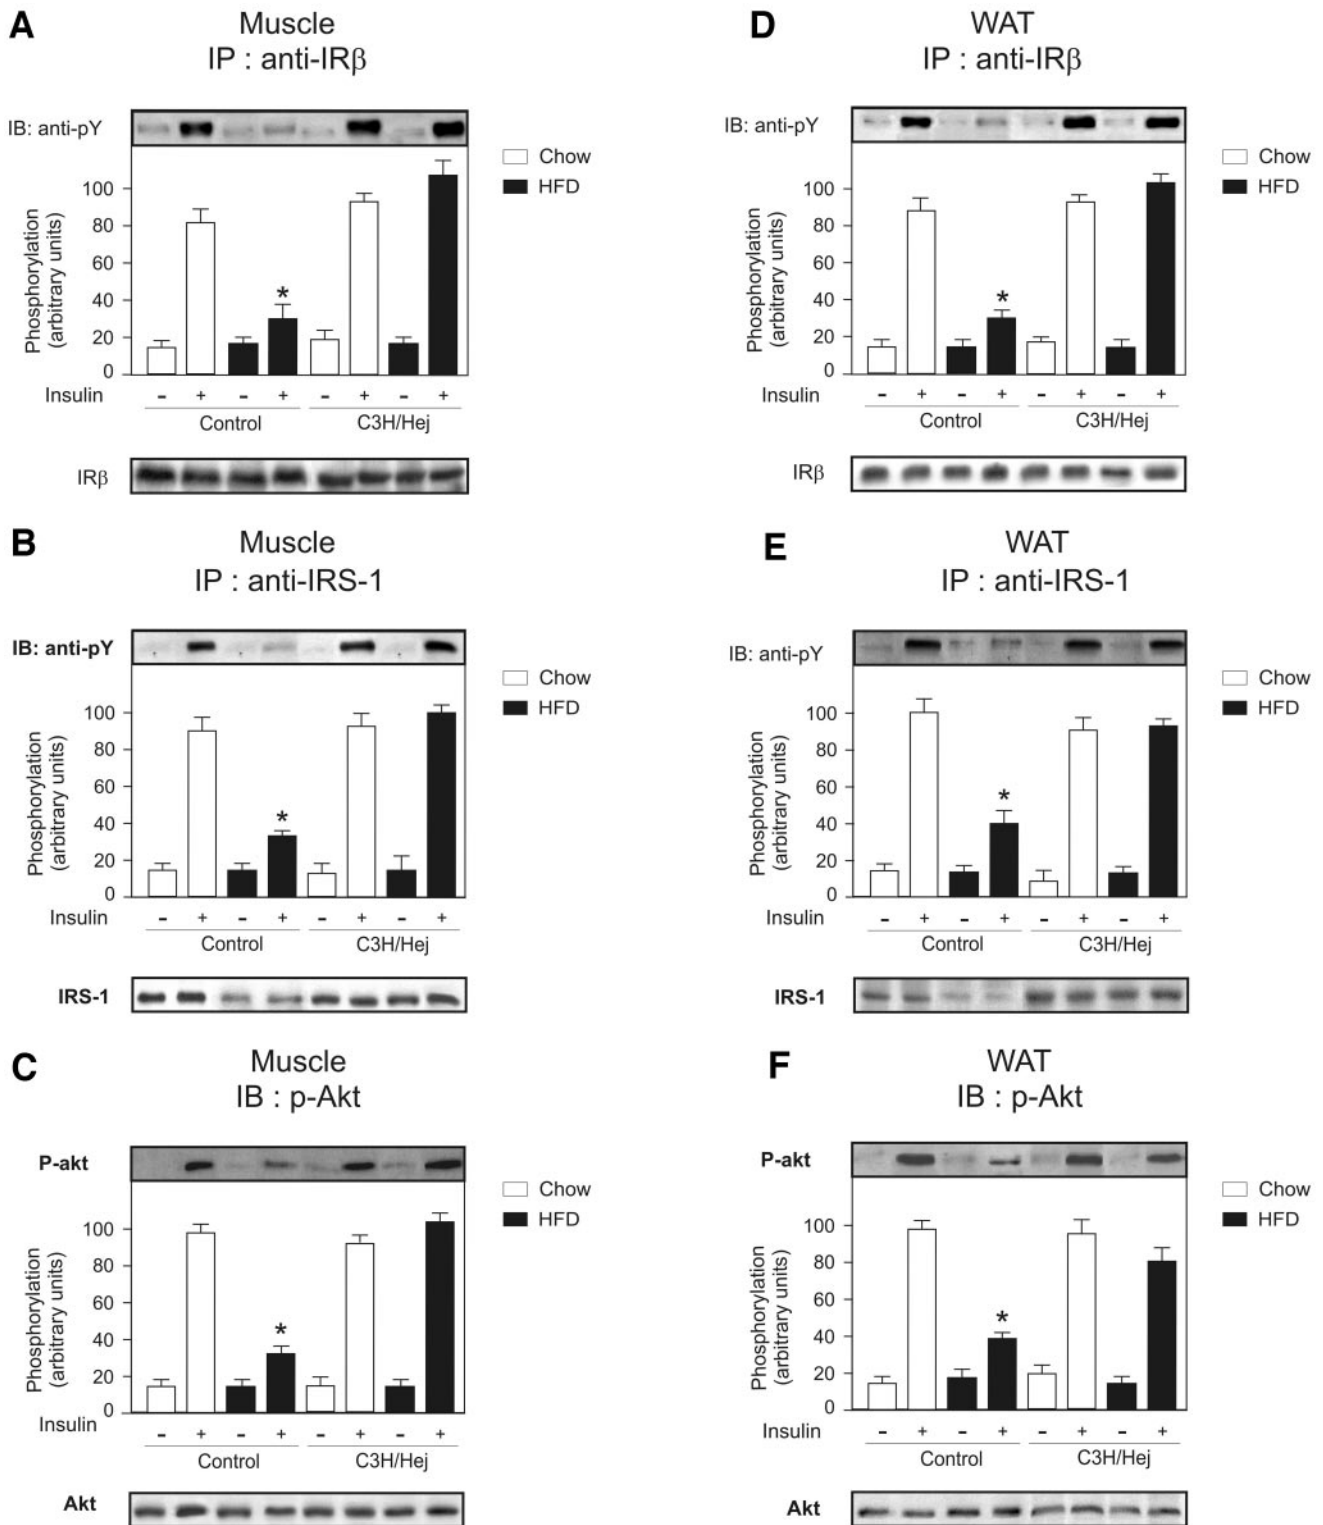 A
Muscle
IP : anti-IRβ
IB: anti-pY
Chow
HFD
Phosphorylation
(arbitrary units)
100
80
60
40
20
0
*
Insulin - + - + - + - +
Control C3H/Hej
IRβ
B
Muscle
IP : anti-IRS-1
IB: anti-pY
Chow
HFD
Phosphorylation
(arbitrary units)
100
80
60
40
20
0
*
Insulin - + - + - + - +
Control C3H/Hej
IRS-1
C
Muscle
IB : p-Akt
P-akt
Chow
HFD
Phosphorylation
(arbitrary units)
100
80
60
40
20
0
*
Insulin - + - + - + - +
Control C3H/Hej
Akt
D
WAT
IP : anti-IRβ
IB: anti-pY
Chow
HFD
Phosphorylation
(arbitrary units)
100
80
60
40
20
0
*
Insulin - + - + - + - +
Control C3H/Hej
IRβ
E
WAT
IP : anti-IRS-1
IB: anti-pY
Chow
HFD
Phosphorylation
(arbitrary units)
100
80
60
40
20
0
*
Insulin - + - + - + - +
Control C3H/Hej
IRS-1
F
WAT
IB : p-Akt
P-akt
Chow
HFD
Phosphorylation
(arbitrary units)
100
80
60
40
20
0
*
Insulin - + - + - + - +
Control C3H/Hej
Akt